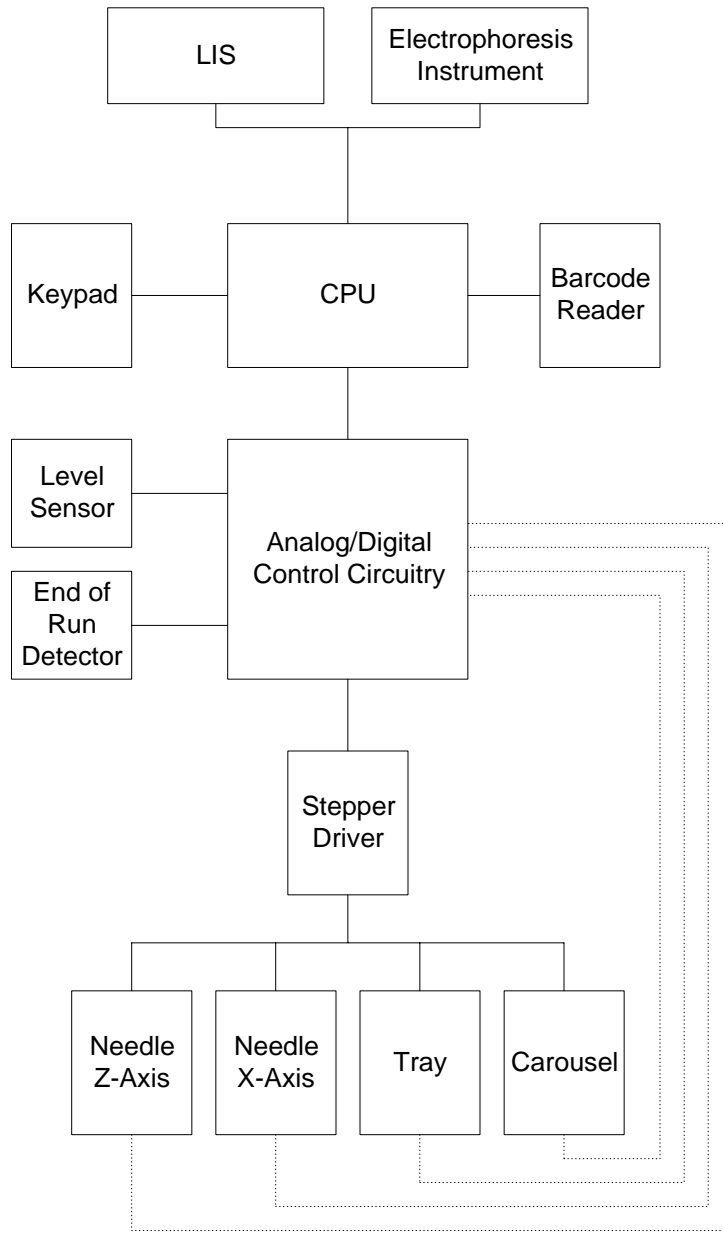 LIS
Electrophoresis
Instrument
Keypad
CPU
Barcode
Reader
Level
Sensor
Analog/Digital
Control Circuitry
End of
Run
Detector
Stepper
Driver
Needle
Z-Axis
Needle
X-Axis
Tray
Carousel